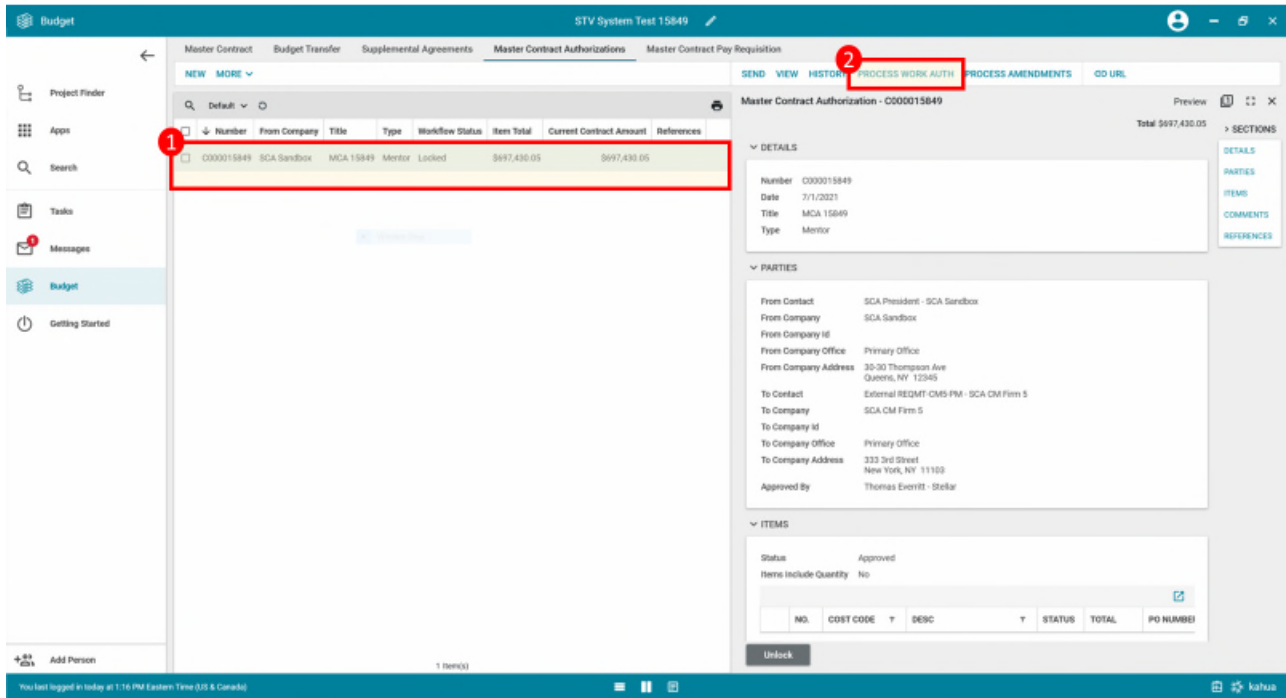 Budget
STV System Test 15849
Master Contract Budget Transfer Supplemental Agreements Master Contract Authorizations Master Contract Pay Requisition
NEW MORE
2
SEND VIEW HISTORY PROCESS WORK AUTH PROCESS AMENDMENTS GO URL
Project Finder
Apps
Search
Tasks
1
Messages
Budget
Getting Started
Add Person
Default
Number From Company Title Type Workflow Status Item Total Current Contract Amount References
1
C000015849 SCA Sandbox MCA 15849 Mentor Locked $697,430.05 $697,430.05
1 Item(s)
Master Contract Authorization - C000015849 Preview
Total $697,430.05
> SECTIONS
DETAILS
PARTIES
ITEMS
COMMENTS
REFERENCES
DETAILS
Number C000015849
Date 7/1/2021
Title MCA 15849
Type Mentor
PARTIES
From Contact SCA President - SCA Sandbox
From Company SCA Sandbox
From Company Id
From Company Office Primary Office
From Company Address 30-30 Thompson Ave
Queens, NY 12345
To Contact External REQMT-CM5-PM - SCA CM Firm 5
To Company SCA CM Firm 5
To Company Id
To Company Office Primary Office
To Company Address 333 3rd Street
New York, NY 11103
Approved By Thomas Everritt - Stellar
ITEMS
Status Approved
Items Include Quantity No
NO. COST CODE DESC STATUS TOTAL PO NUMBER
Unlock
You last logged in today at 1:16 PM Eastern Time (US & Canada)
kahua